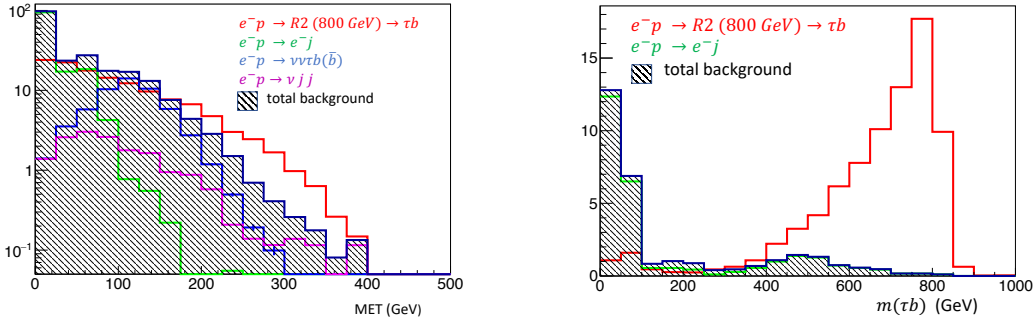 10²
10
1
10⁻¹
e⁻p → R2 (800 GeV) → τb
e⁻p → e⁻j
e⁻p → νντb(b̄)
e⁻p → ν j j
total background
0 100 200 300 400 500
MET (GeV)
15
10
5
0
e⁻p → R2 (800 GeV) → τb
e⁻p → e⁻j
total background
0 200 400 600 800 1000
m(τb) (GeV)